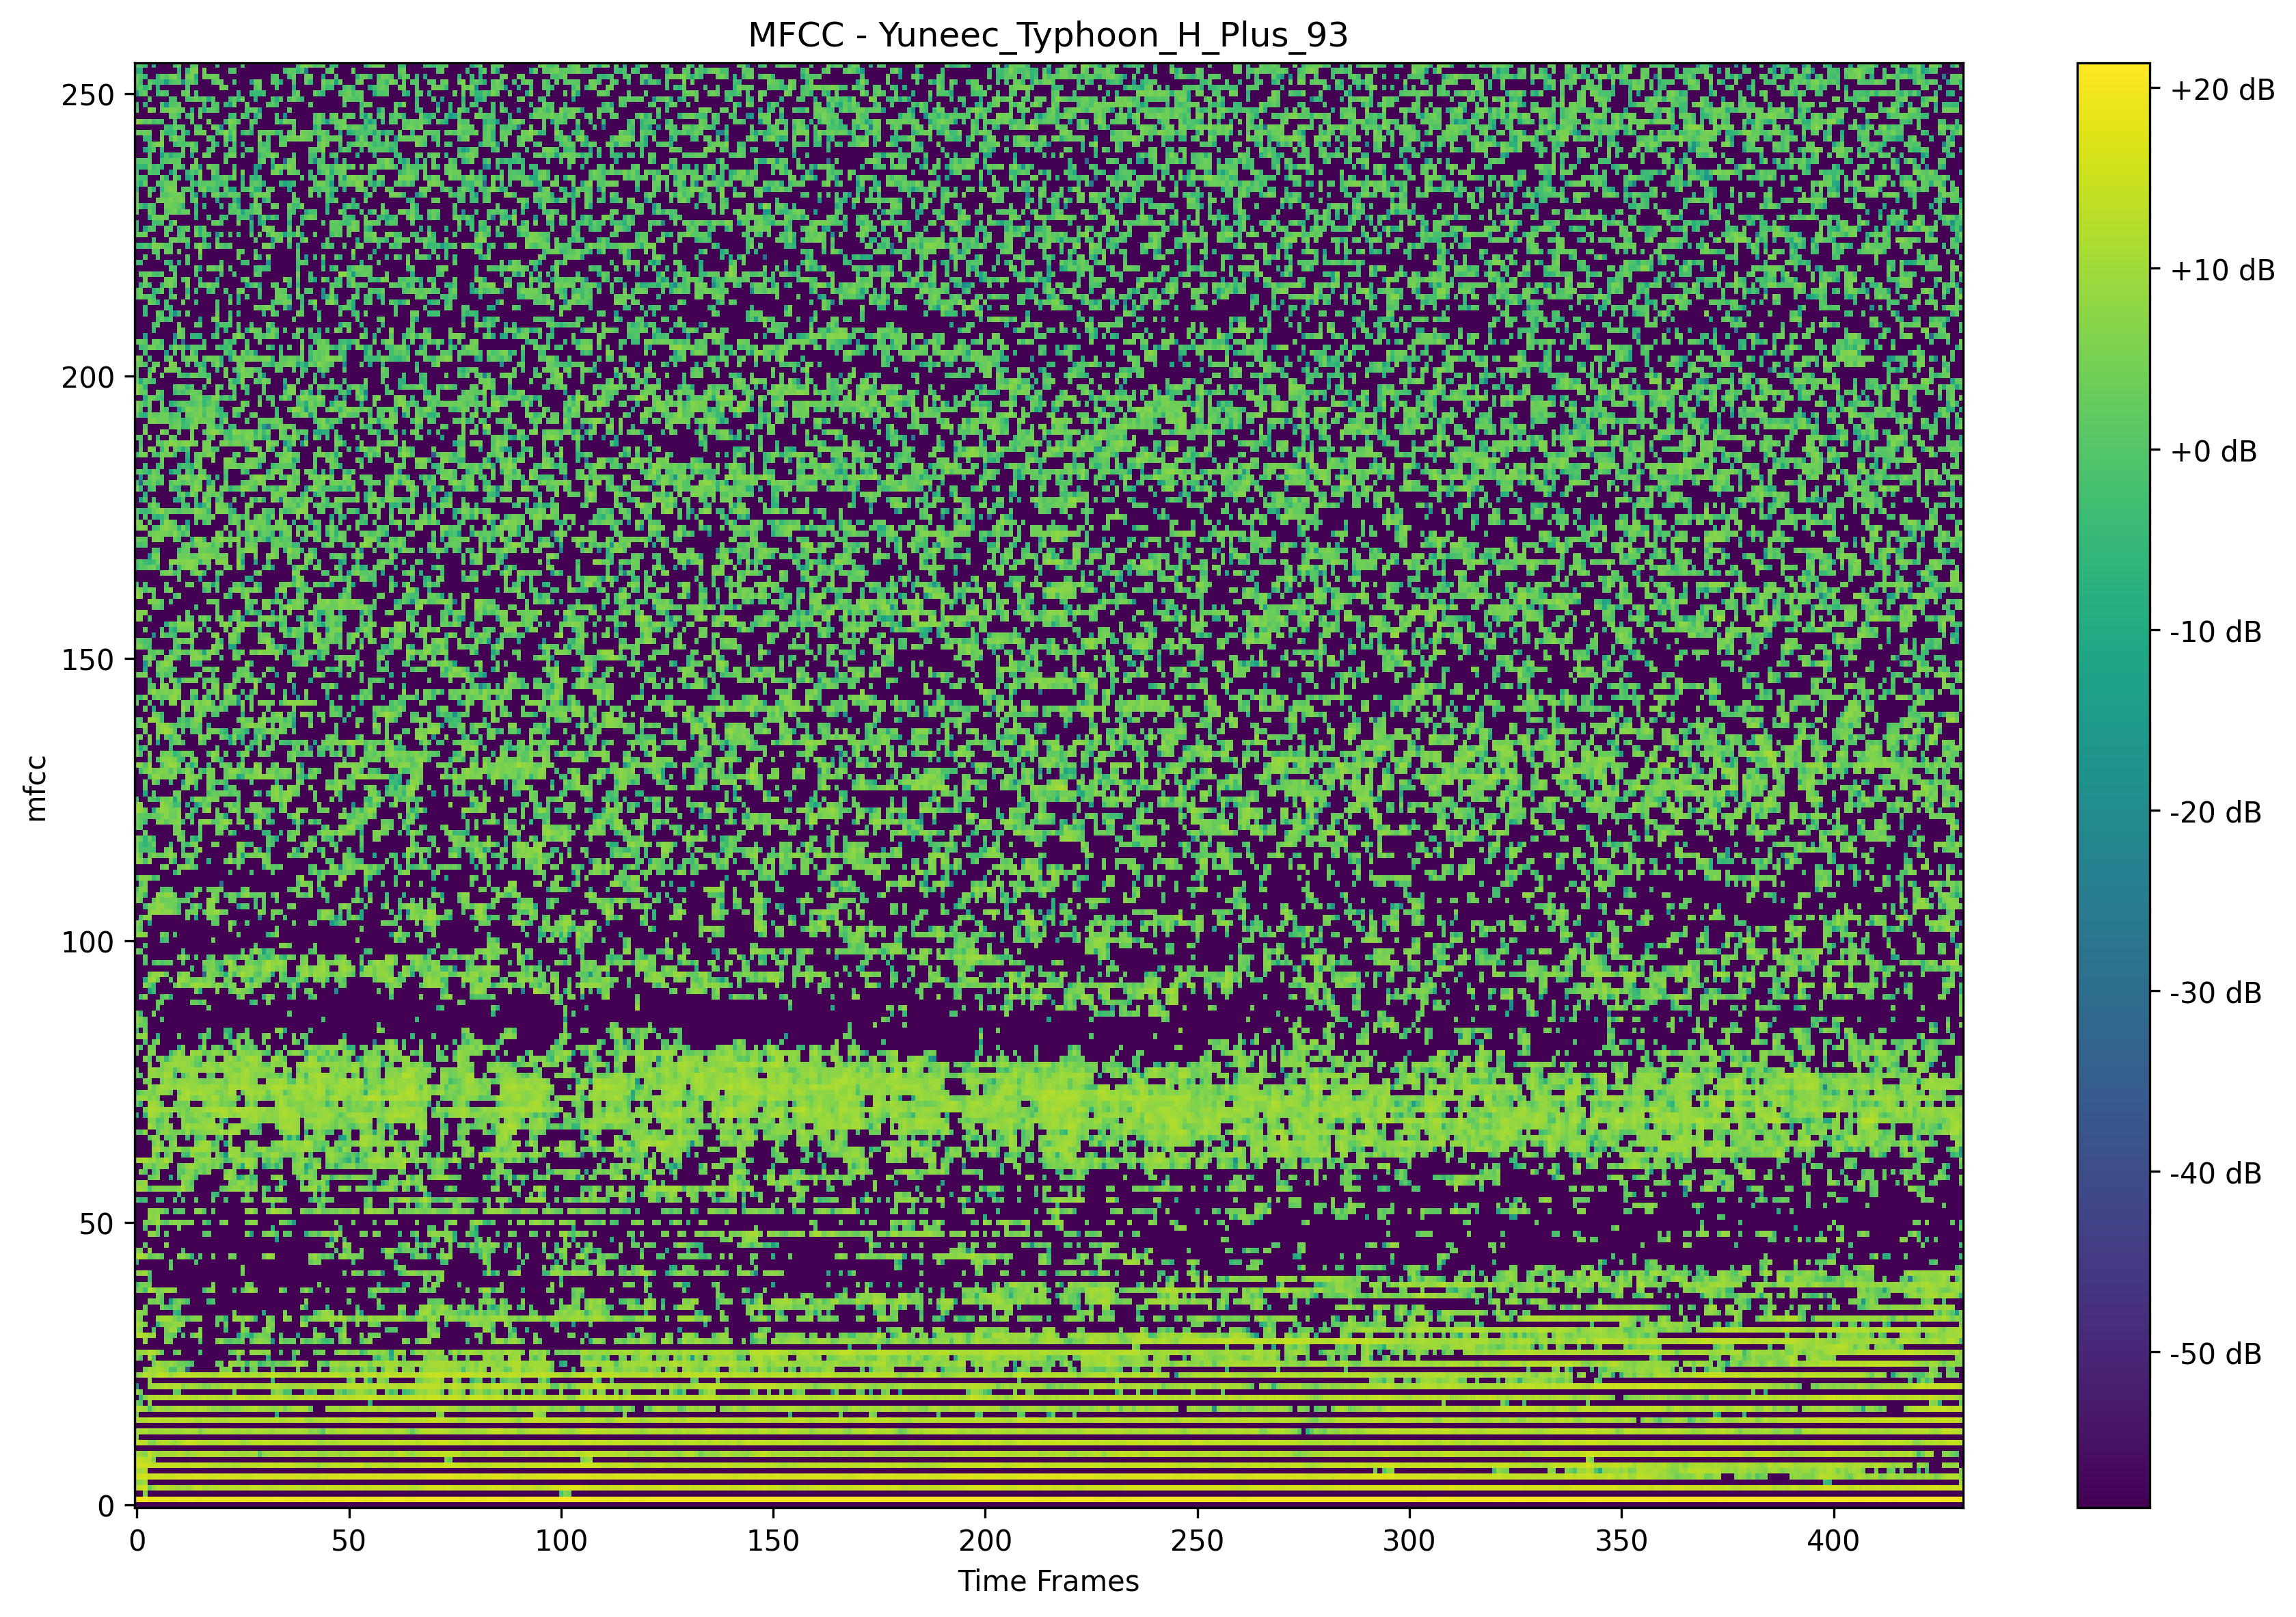 MFCC - Yuneec_Typhoon_H_Plus_93
mfcc
250
200
150
100
50
0
0 50 100 150 200 250 300 350 400
Time Frames
+20 dB
+10 dB
+0 dB
-10 dB
-20 dB
-30 dB
-40 dB
-50 dB